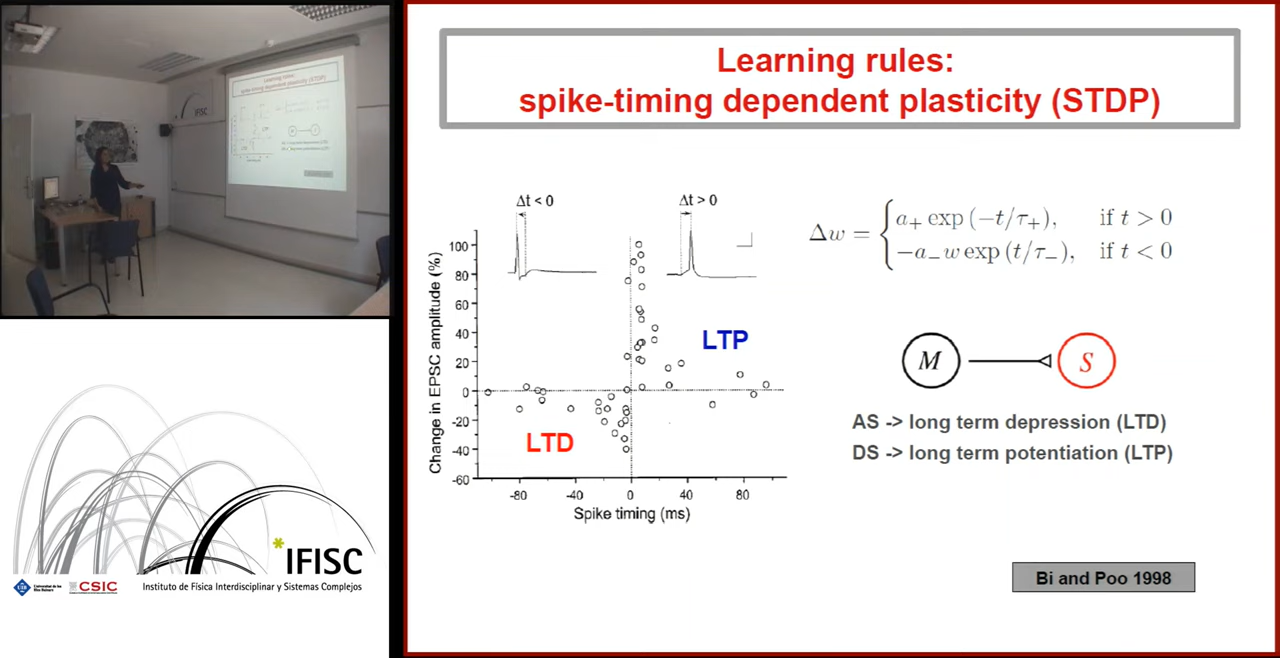 Learning rules:
spike-timing dependent plasticity (STDP)
IFISC
Δt < 0
Δt > 0
Change in EPSC amplitude (%)
100
80
60
40
20
0
-20
-40
-60
LTP
LTD
-80 -40 0 40 80
Spike timing (ms)
Δw = { a₊ exp (−t/τ₊), if t > 0
−a₋w exp (t/τ₋), if t < 0
M S
AS -> long term depression (LTD)
DS -> long term potentiation (LTP)
Bi and Poo 1998
*IFISC
UIB
CSIC
Instituto de Física Interdisciplinar y Sistemas Complejos